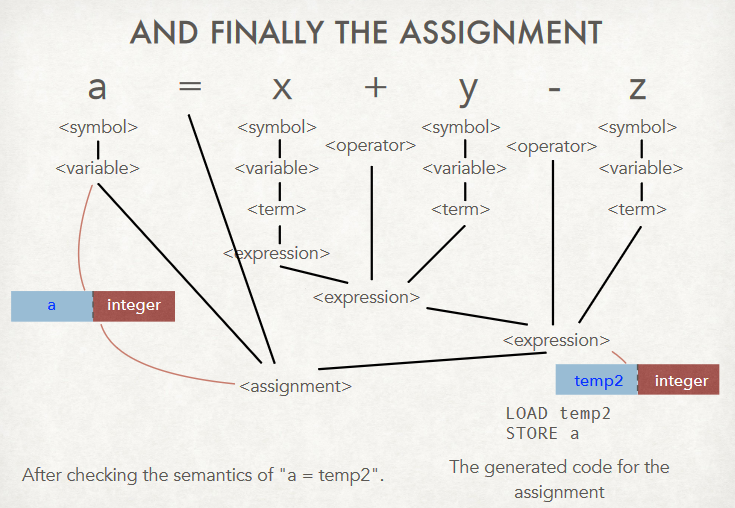 AND FINALLY THE ASSIGNMENT
a = x + y - z
<symbol> <symbol> <symbol> <symbol>
<operator> <operator>
<variable> <variable> <variable> <variable>
<term> <term> <term>
<expression>
<expression>
a integer
<expression>
<assignment>
temp2 integer
LOAD temp2
STORE a
After checking the semantics of "a = temp2".
The generated code for the
assignment